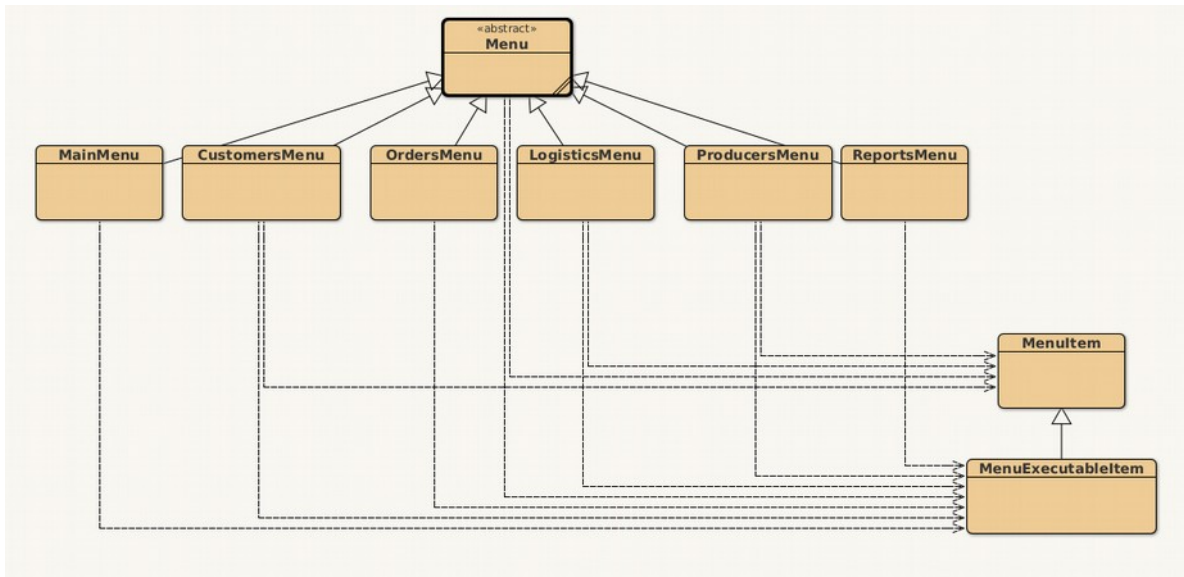 «abstract»
Menu
MainMenu
CustomersMenu
OrdersMenu
LogisticsMenu
ProducersMenu
ReportsMenu
MenuItem
MenuExecutableItem